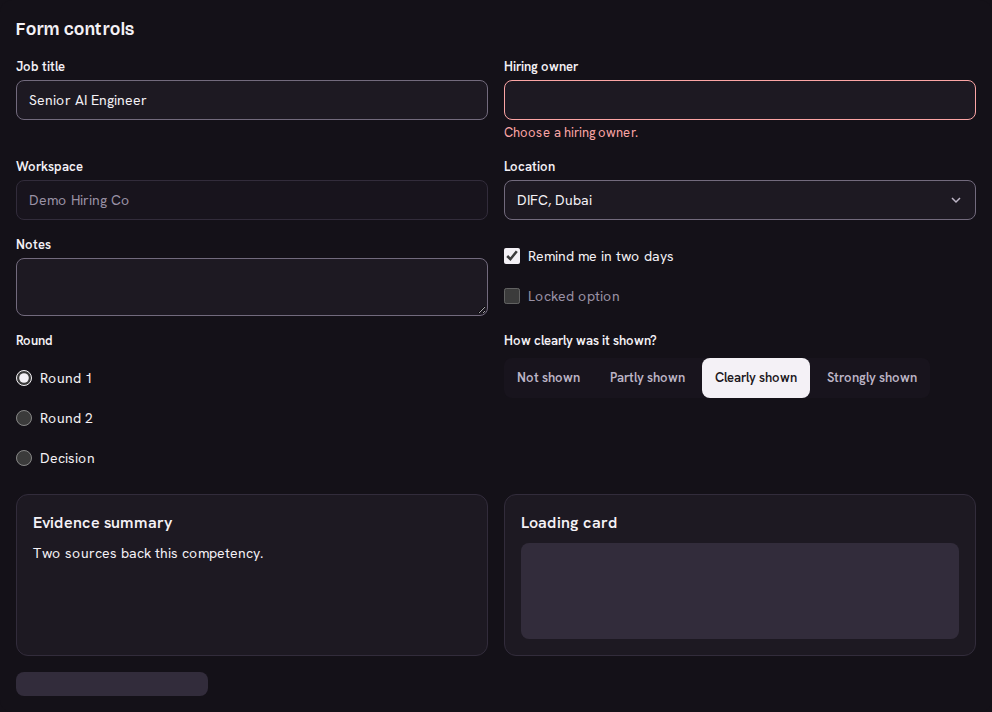 Form controls
Job title
Hiring owner
Senior AI Engineer
Choose a hiring owner.
Workspace
Location
Demo Hiring Co
DIFC, Dubai
Notes
Remind me in two days
Locked option
Round
How clearly was it shown?
Round 1
Not shown
Partly shown
Clearly shown
Strongly shown
Round 2
Decision
Evidence summary
Two sources back this competency.
Loading card